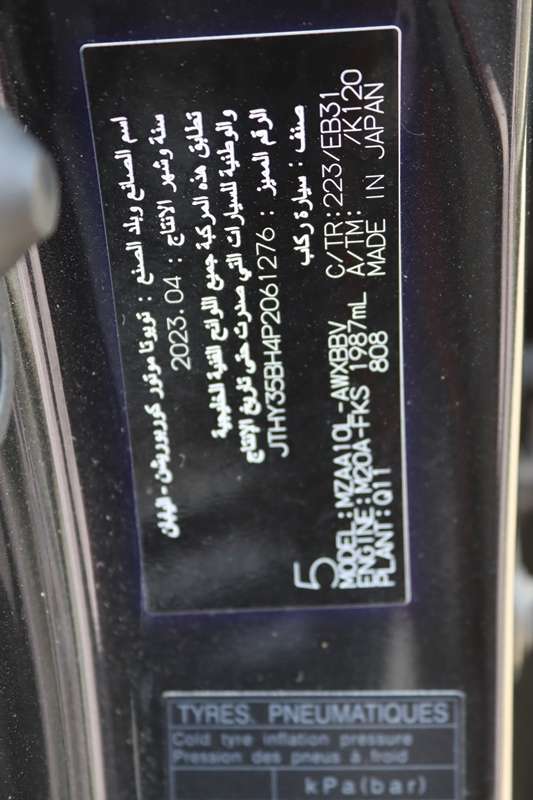 اسم الصانع وبلد الصنع : تويوتا موتور كوربوريشن - اليابان
سنة وشهر الانتاج : 2023.04
تطابق هذه المركبة جميع اللوائح الفنية الخليجية
والوطنية للسيارات التي صدرت حتى تاريخ الإنتاج
الرقم المميز : JTHY35BH4P2061276
صنف : سيارة ركاب
5
MODEL:MZAA10L-AWXBBV C/TR:223/EB31
ENGINE:M20A-FKS 1987mL A/TM: /K120
PLANT:Q11 808 MADE IN JAPAN
TYRES, PNEUMATIQUES
Cold tyre inflation pressure
Pression des pneus à froid
kPa(bar)